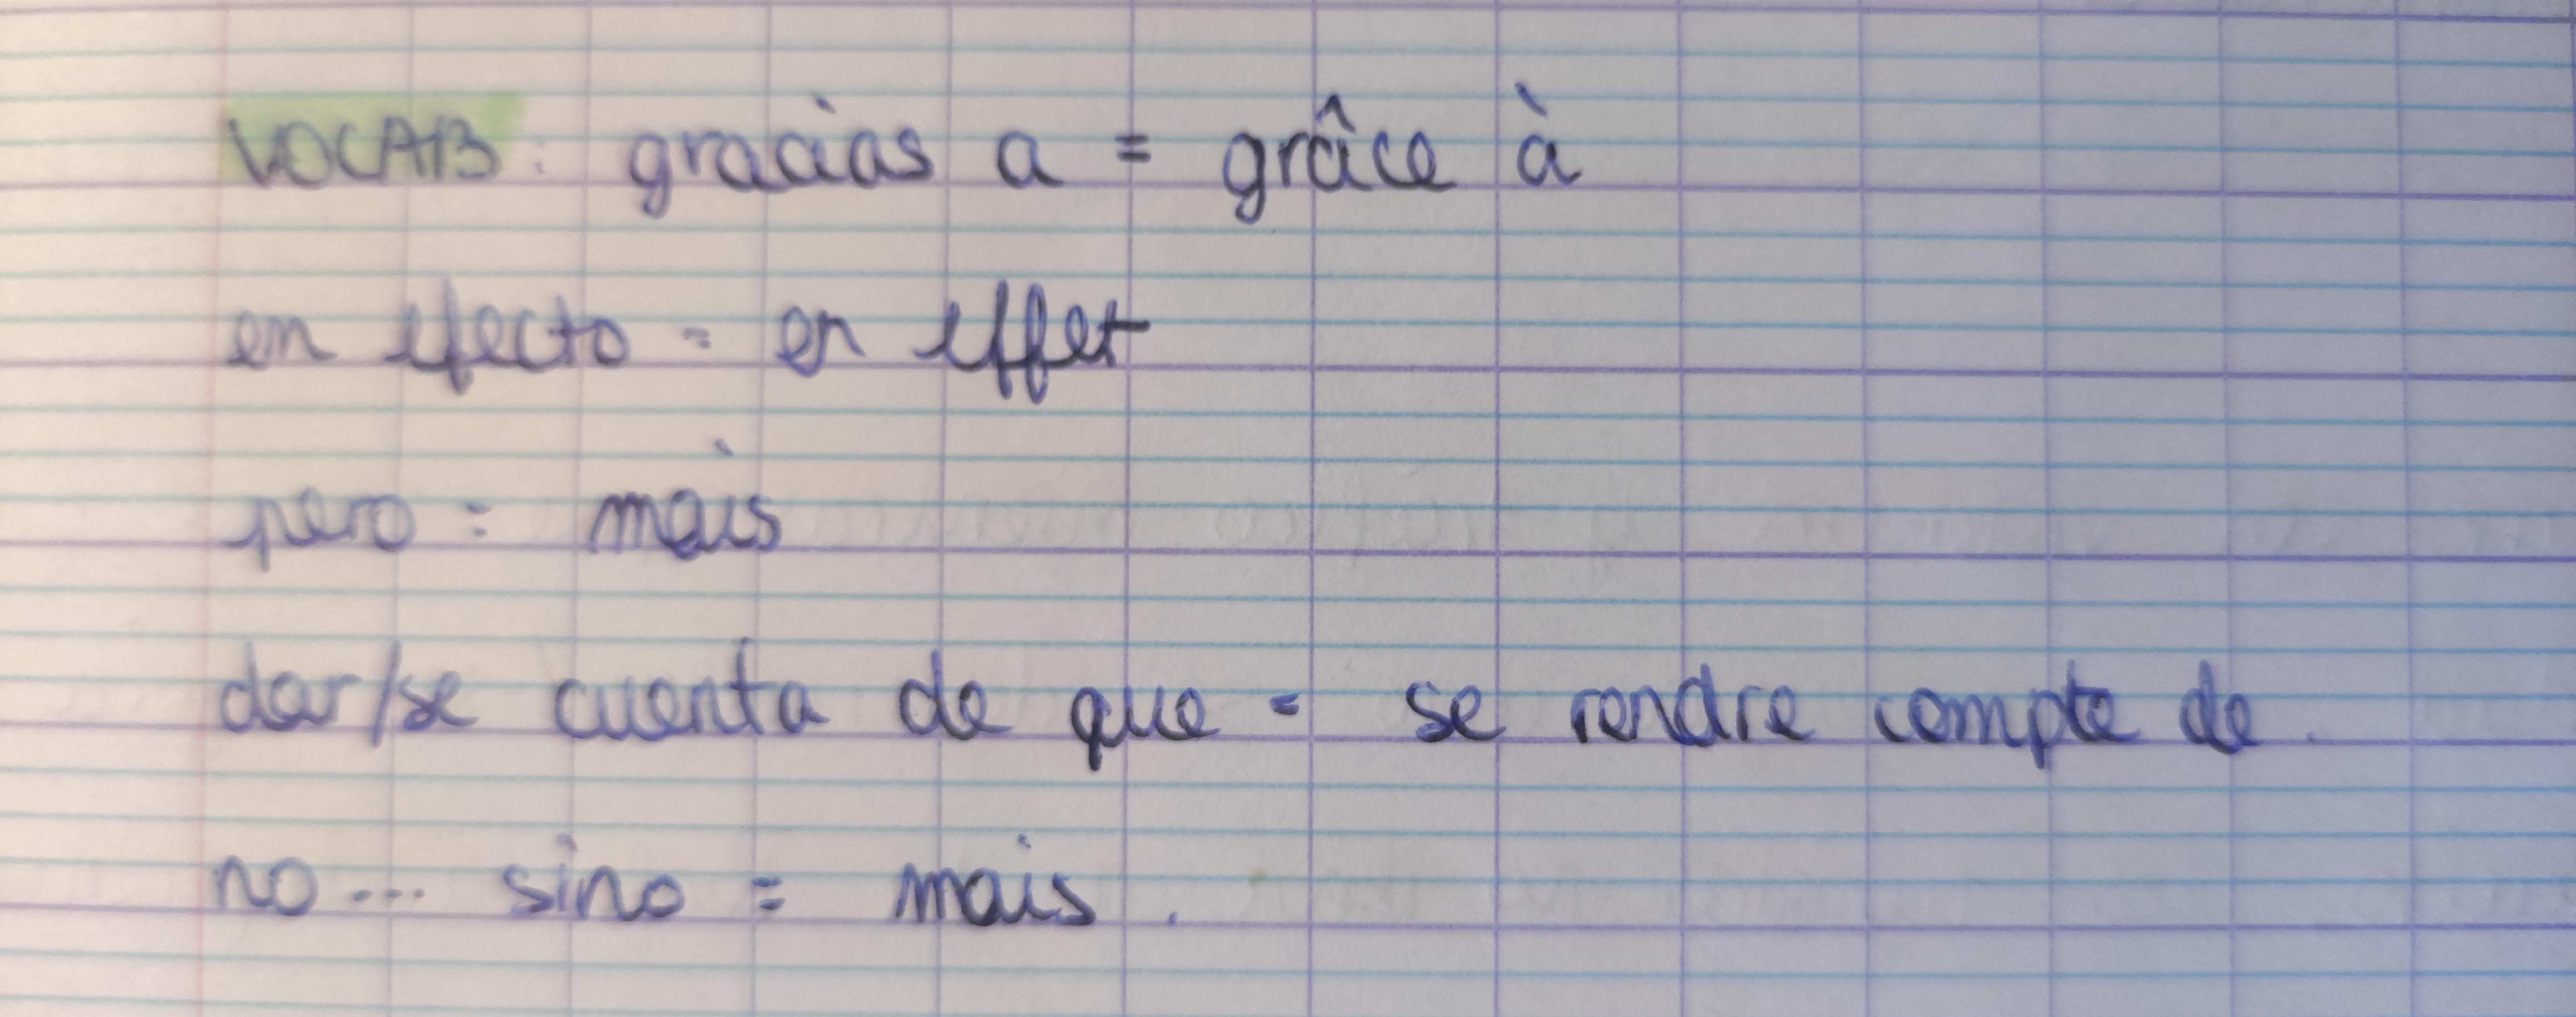 VOCAB : gracias a = grâce à
en efecto = en effet
pero = mais
dar/se cuenta de que = se rendre compte de.
no... sino = mais.